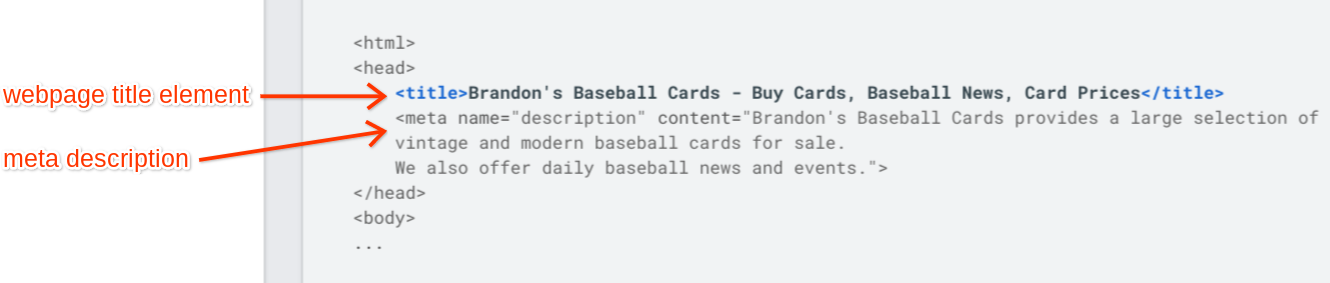 <html>
<head>
webpage title element
<title>Brandon's Baseball Cards - Buy Cards, Baseball News, Card Prices</title>
<meta name="description" content="Brandon's Baseball Cards provides a large selection of
meta description
vintage and modern baseball cards for sale.
We also offer daily baseball news and events.">
</head>
<body>
...